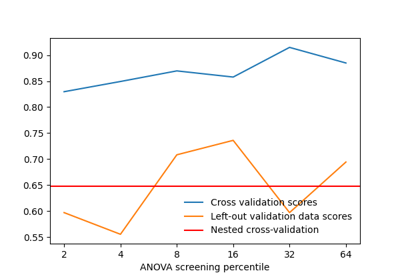 0.90
0.85
0.80
0.75
0.70
0.65
0.60
0.55
Cross validation scores
Left-out validation data scores
Nested cross-validation
2 4 8 16 32 64
ANOVA screening percentile